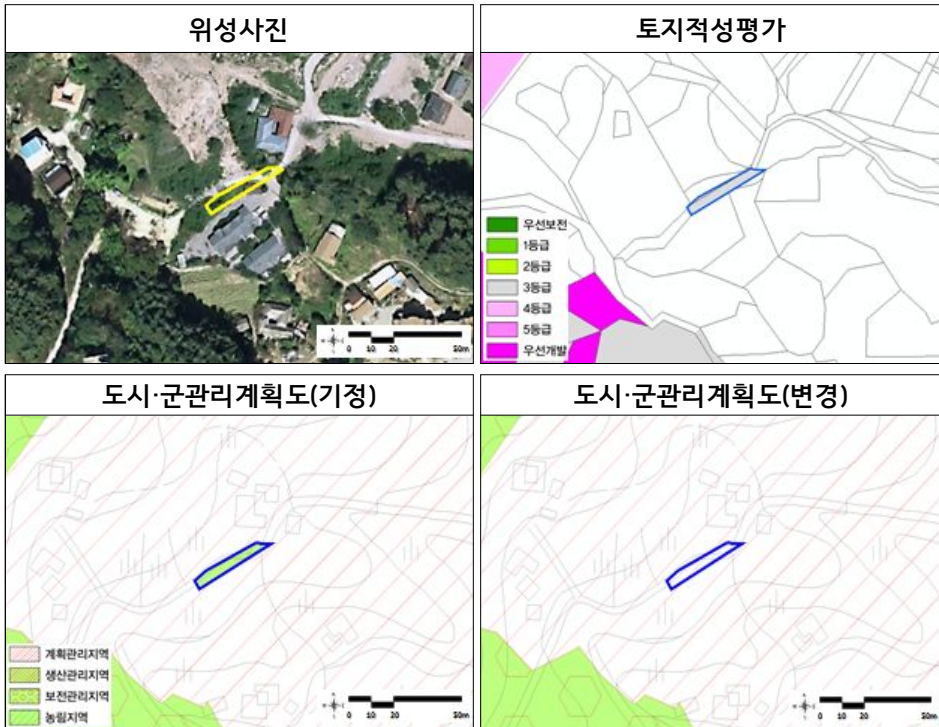 위성사진
토지적성평가
0 10 20 50m
우선보전
1등급
2등급
3등급
4등급
5등급
우선개발
도시·군관리계획도(기정)
도시·군관리계획도(변경)
계획관리지역
생산관리지역
보전관리지역
농림지역
0 10 20 50m
0 10 20 50m